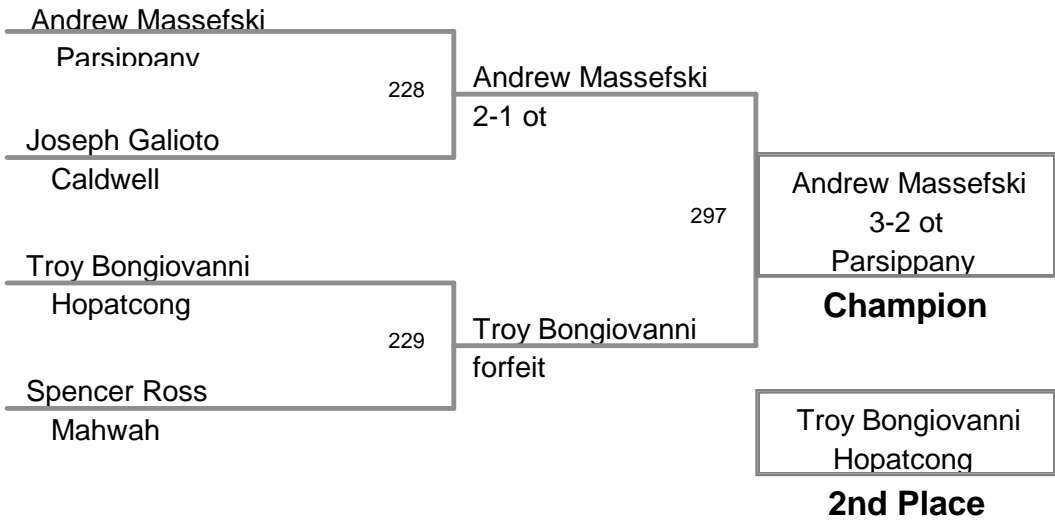 Andrew Massefski
Parsippany
228
Joseph Galioto
Caldwell
Troy Bongiovanni
Hopatcong
229
Spencer Ross
Mahwah
Andrew Massefski
2-1 ot
297
Troy Bongiovanni
forfeit
Andrew Massefski
3-2 ot
Parsippany
Champion
Troy Bongiovanni
Hopatcong
2nd Place